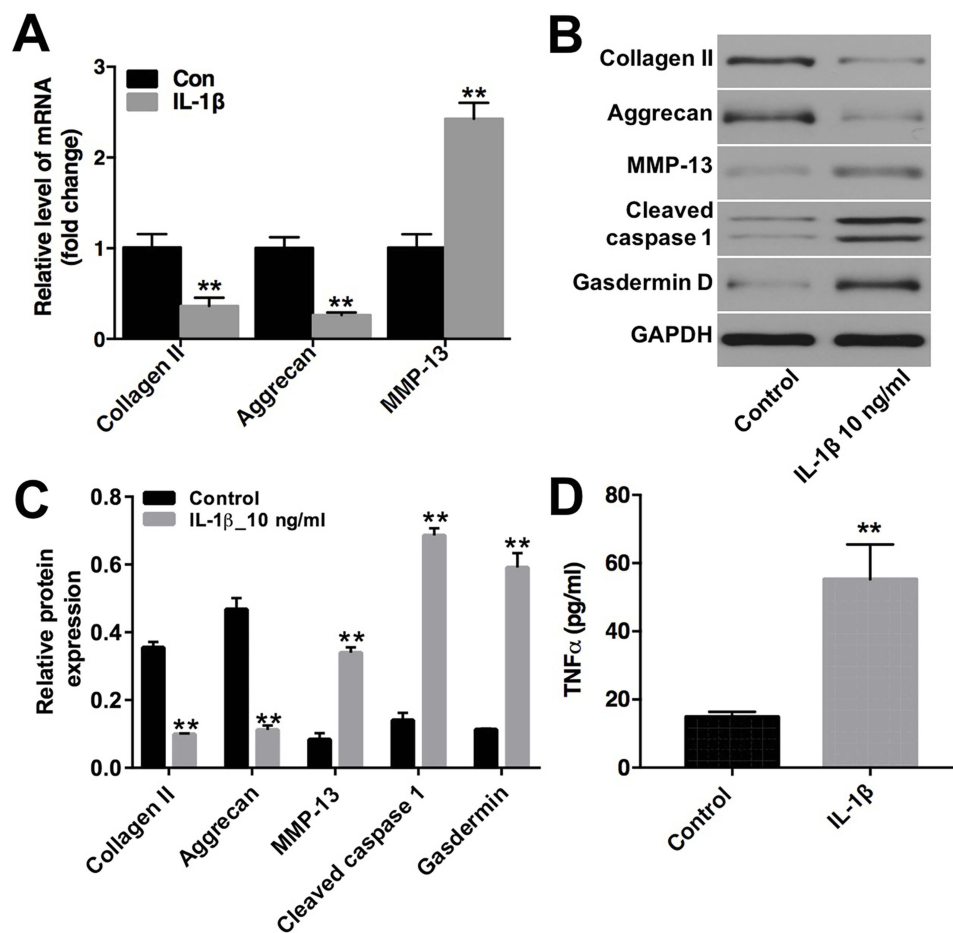 A
Relative level of mRNA
(fold change)
3
2
1
0
Con
IL-1β
**
**
**
Collagen II
Aggrecan
MMP-13
B
Collagen II
Aggrecan
MMP-13
Cleaved
caspase 1
Gasdermin D
GAPDH
Control
IL-1β 10 ng/ml
C
Relative protein
expression
0.8
0.6
0.4
0.2
0.0
Control
IL-1β_10 ng/ml
**
**
**
**
**
Collagen II
Aggrecan
MMP-13
Cleaved caspase 1
Gasdermin
D
TNFα (pg/ml)
80
60
40
20
0
**
Control
IL-1β